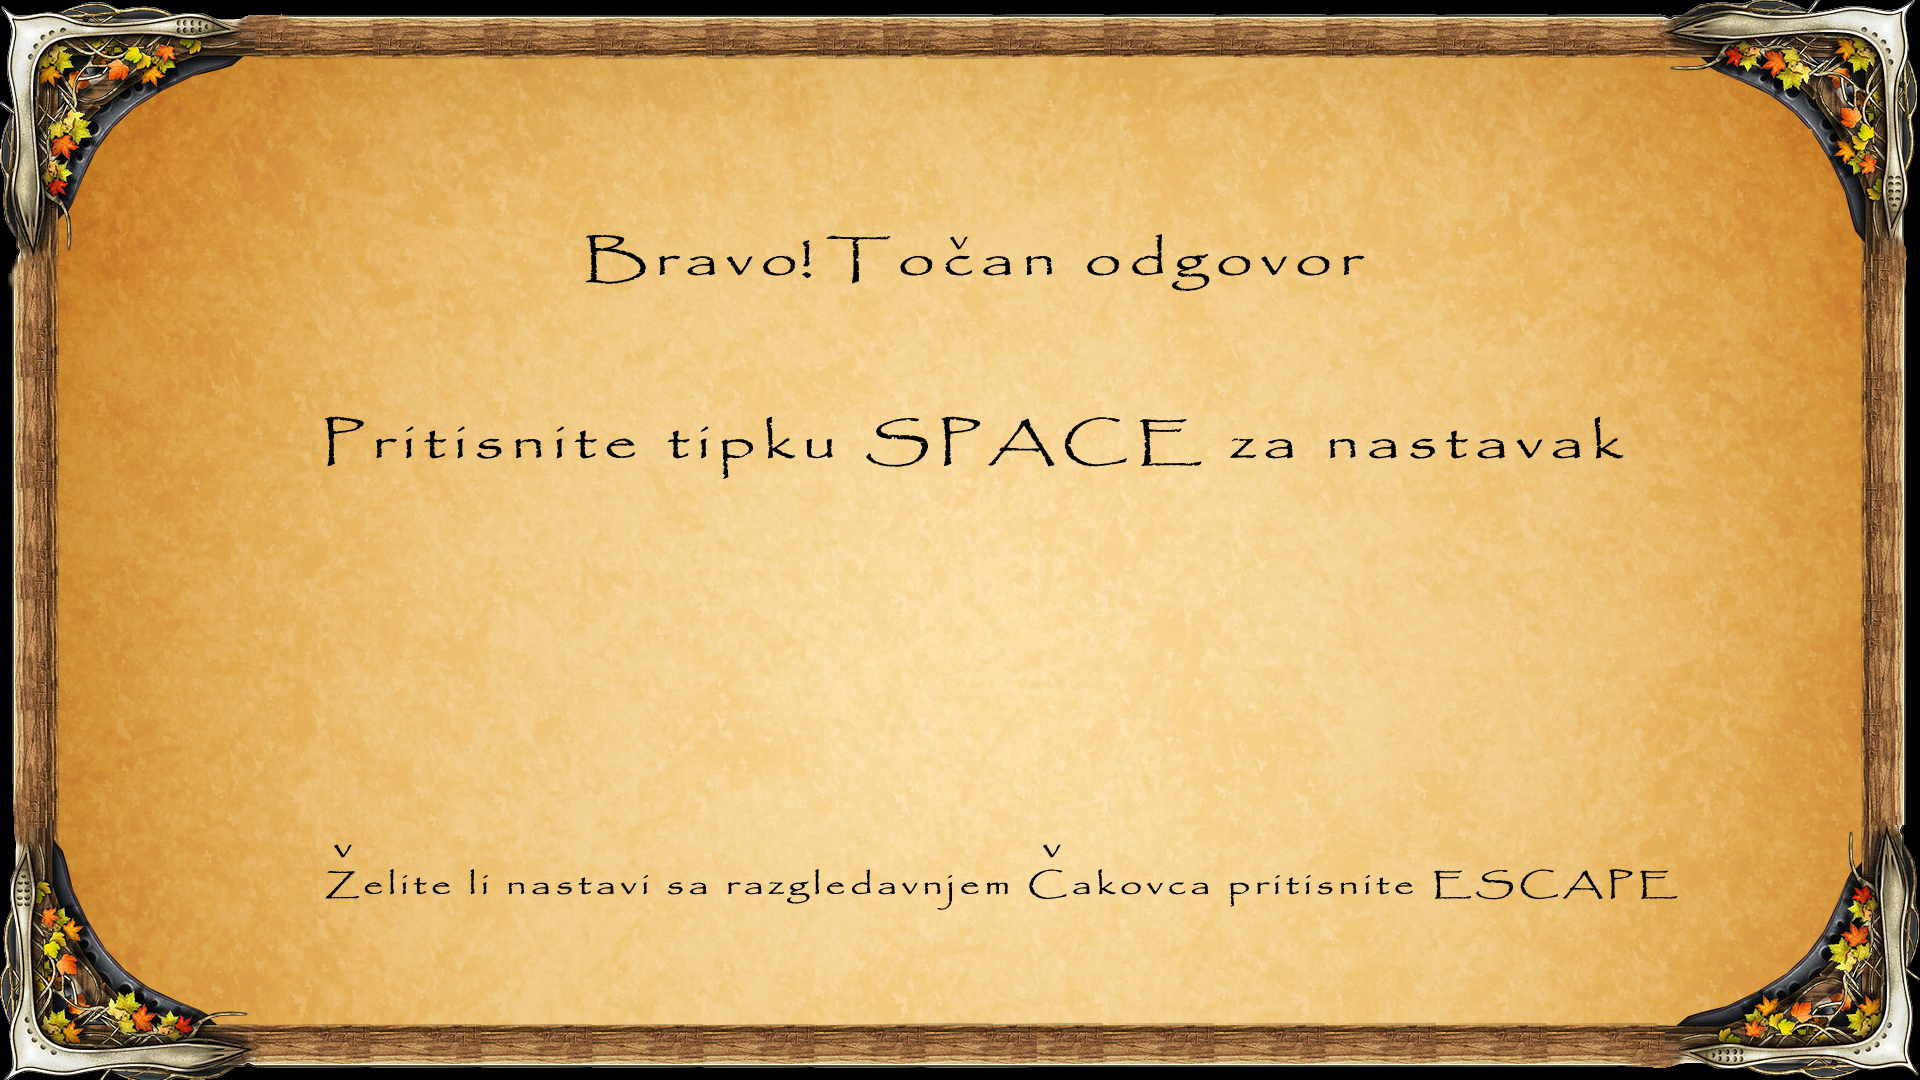 Bravo! Točan odgovor
Pritisnite tipku SPACE za nastavak
Želite li nastavi sa razgledavnjem Čakovca pritisnite ESCAPE